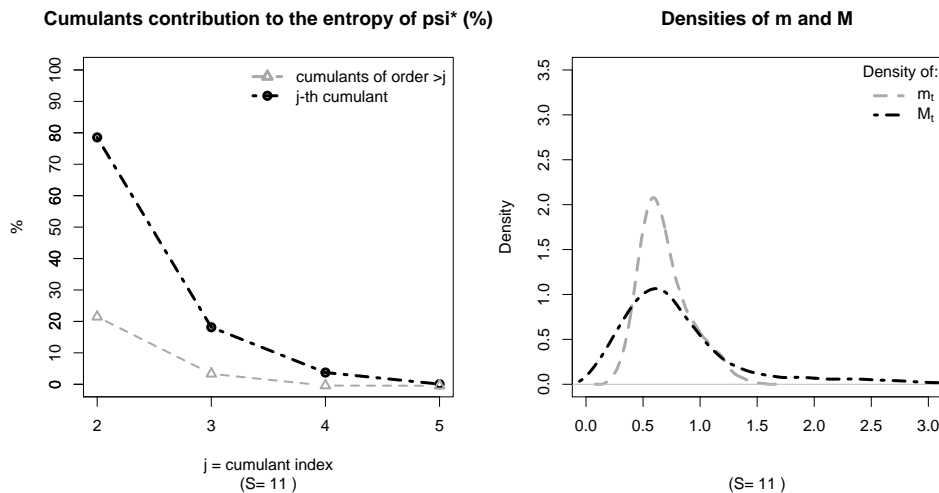 Cumulants contribution to the entropy of psi* (%)
%
0 10 20 30 40 50 60 70 80 90 100
cumulants of order >j
j-th cumulant
2 3 4 5
j = cumulant index
(S= 11 )
Densities of m and M
Density
0.0 0.5 1.0 1.5 2.0 2.5 3.0 3.5
Density of:
mt
Mt
0.0 0.5 1.0 1.5 2.0 2.5 3.0
(S= 11 )